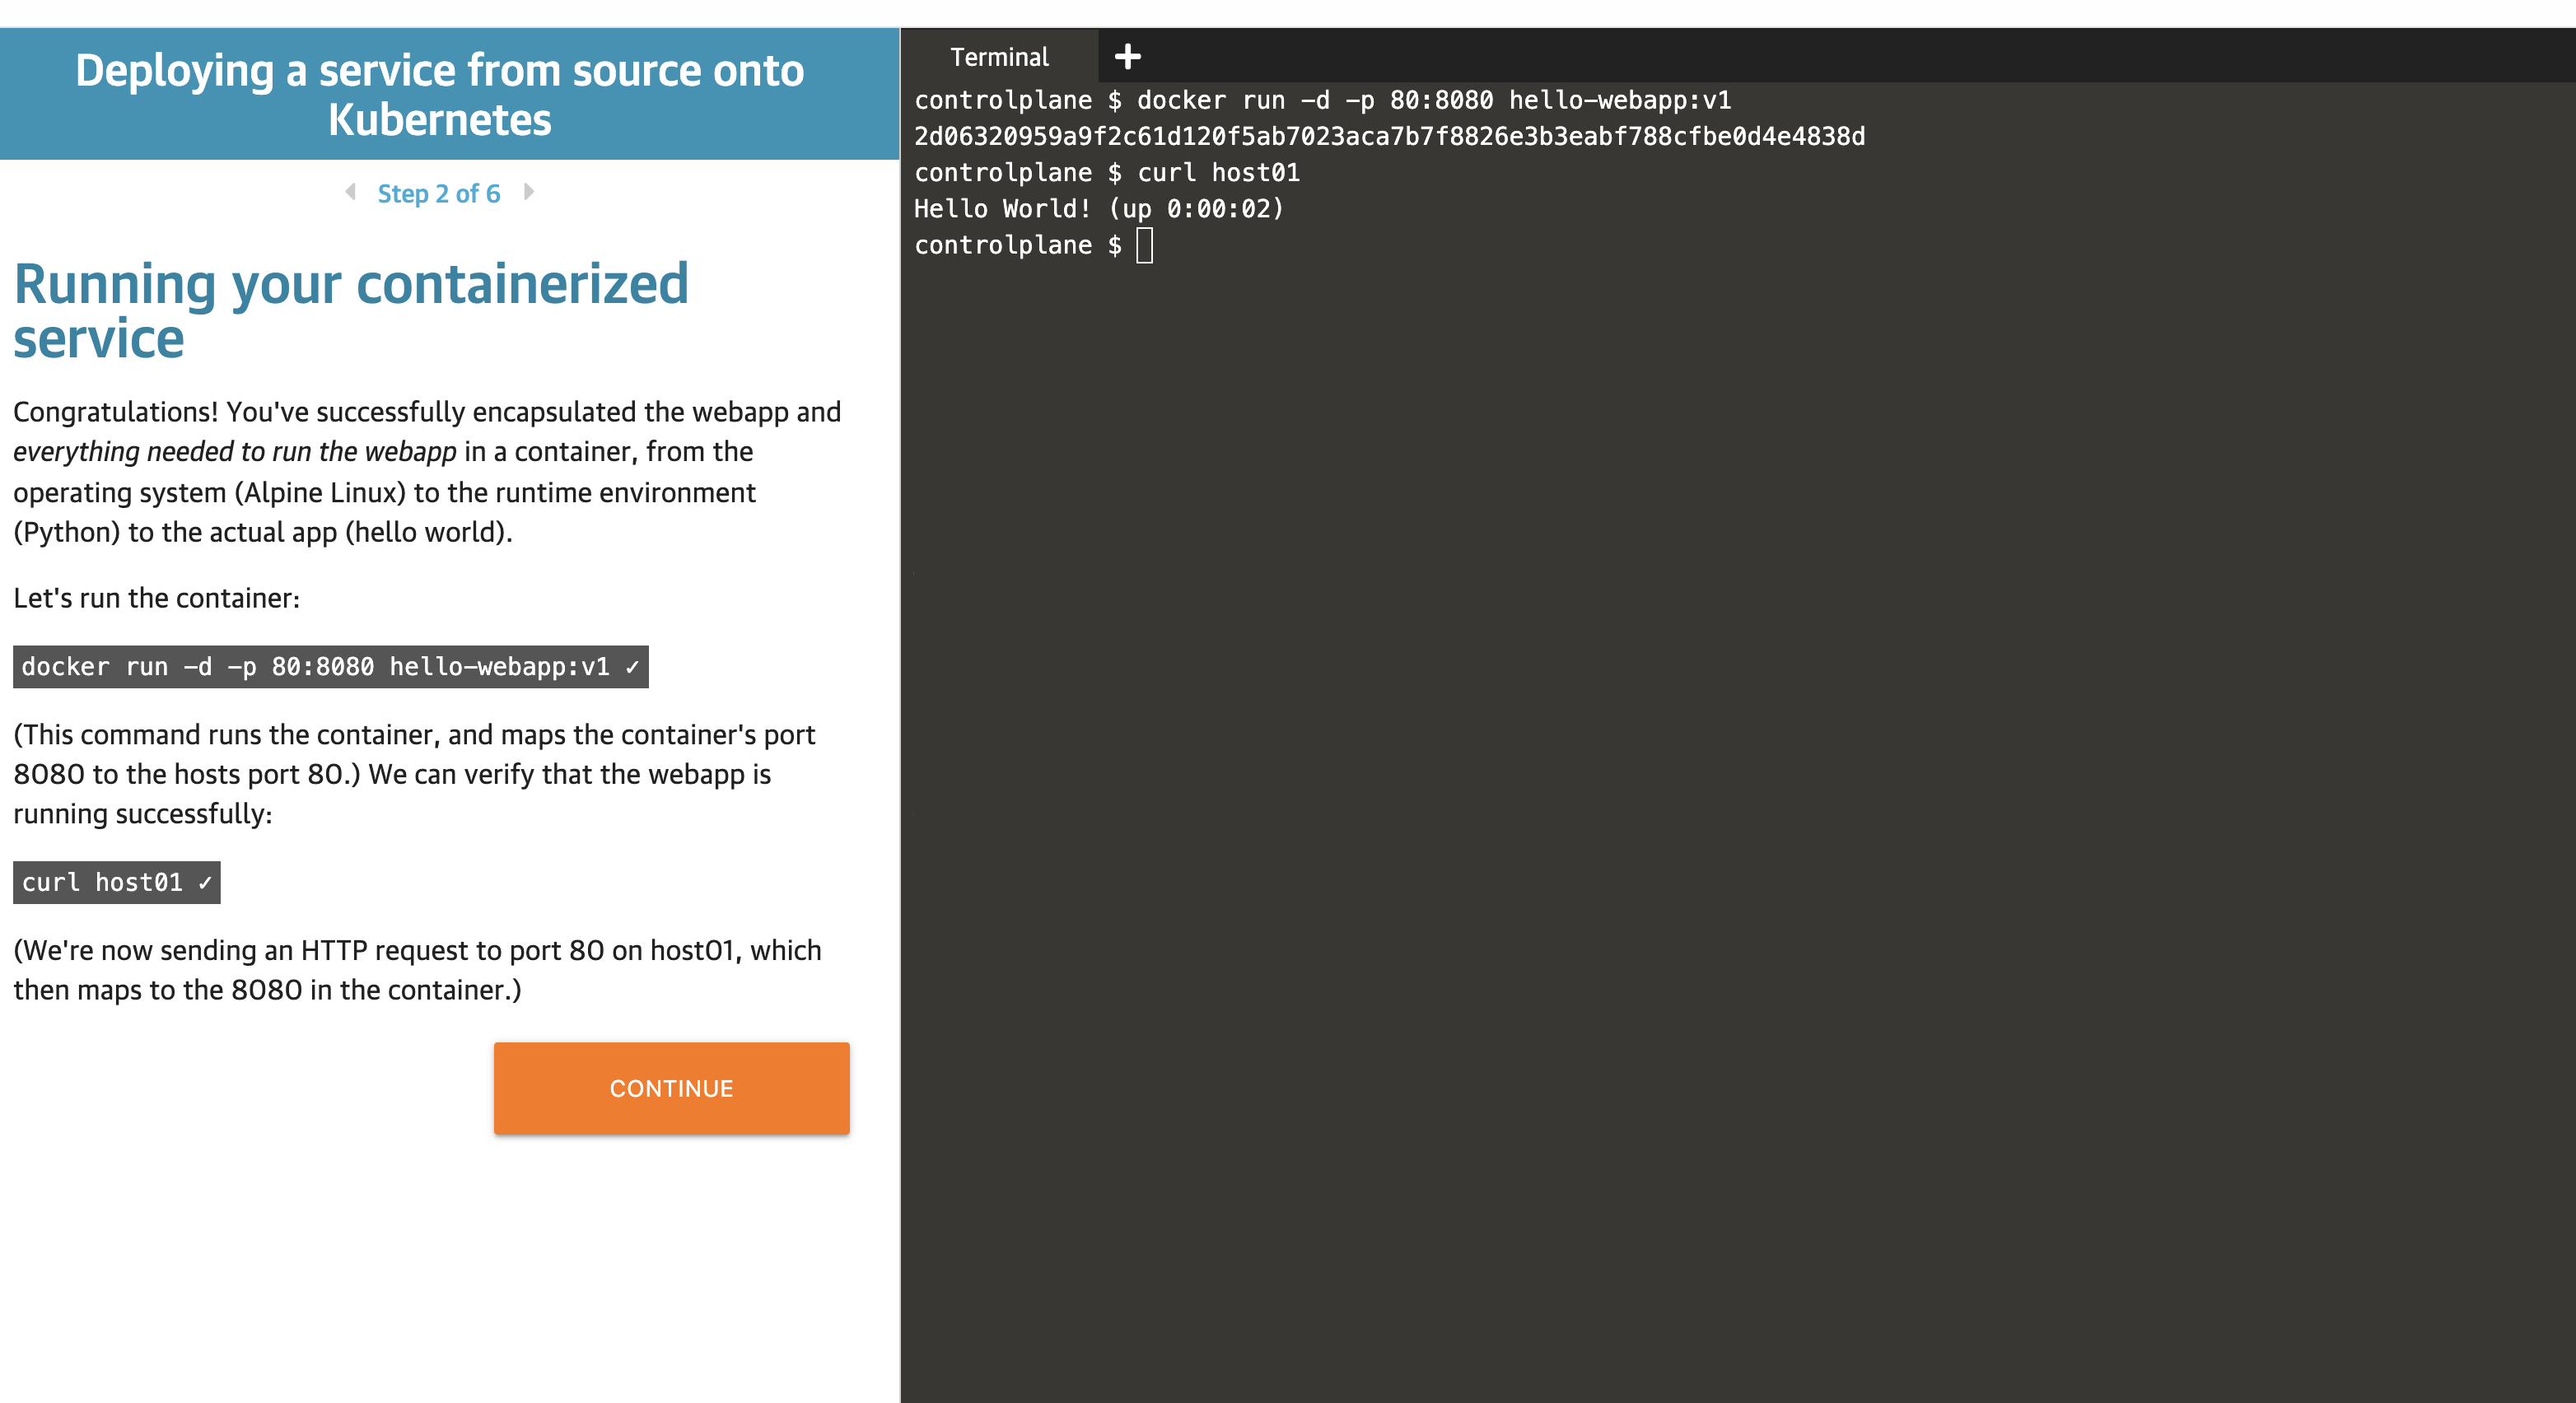 Deploying a service from source onto
Kubernetes
Step 2 of 6
Running your containerized
service
Congratulations! You've successfully encapsulated the webapp and
everything needed to run the webapp in a container, from the
operating system (Alpine Linux) to the runtime environment
(Python) to the actual app (hello world).
Let's run the container:
docker run -d -p 80:8080 hello-webapp:v1 ✓
(This command runs the container, and maps the container's port
8080 to the hosts port 80.) We can verify that the webapp is
running successfully:
curl host01 ✓
(We're now sending an HTTP request to port 80 on host01, which
then maps to the 8080 in the container.)
CONTINUE
Terminal
controlplane $ docker run -d -p 80:8080 hello-webapp:v1
2d06320959a9f2c61d120f5ab7023aca7b7f8826e3b3eabf788cfbe0d4e4838d
controlplane $ curl host01
Hello World! (up 0:00:02)
controlplane $